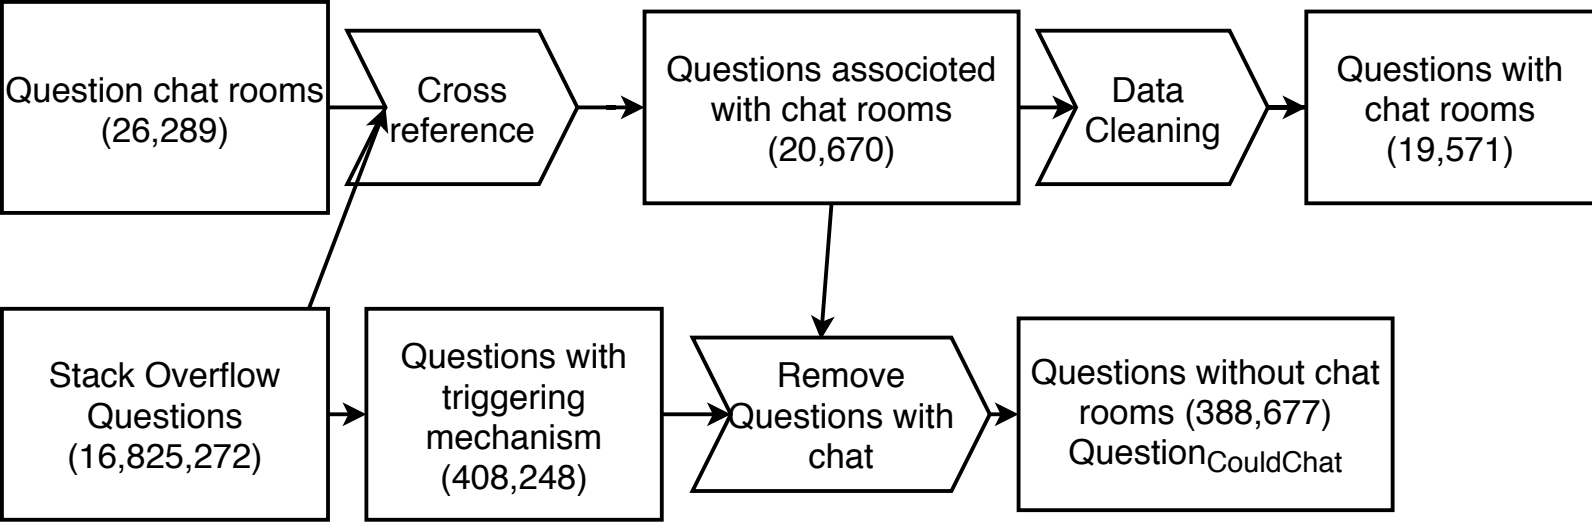 Question chat rooms
(26,289)
Cross
reference
Questions associoted
with chat rooms
(20,670)
Data
Cleaning
Questions with
chat rooms
(19,571)
Stack Overflow
Questions
(16,825,272)
Questions with
triggering
mechanism
(408,248)
Remove
Questions with
chat
Questions without chat
rooms (388,677)
QuestionCouldChat